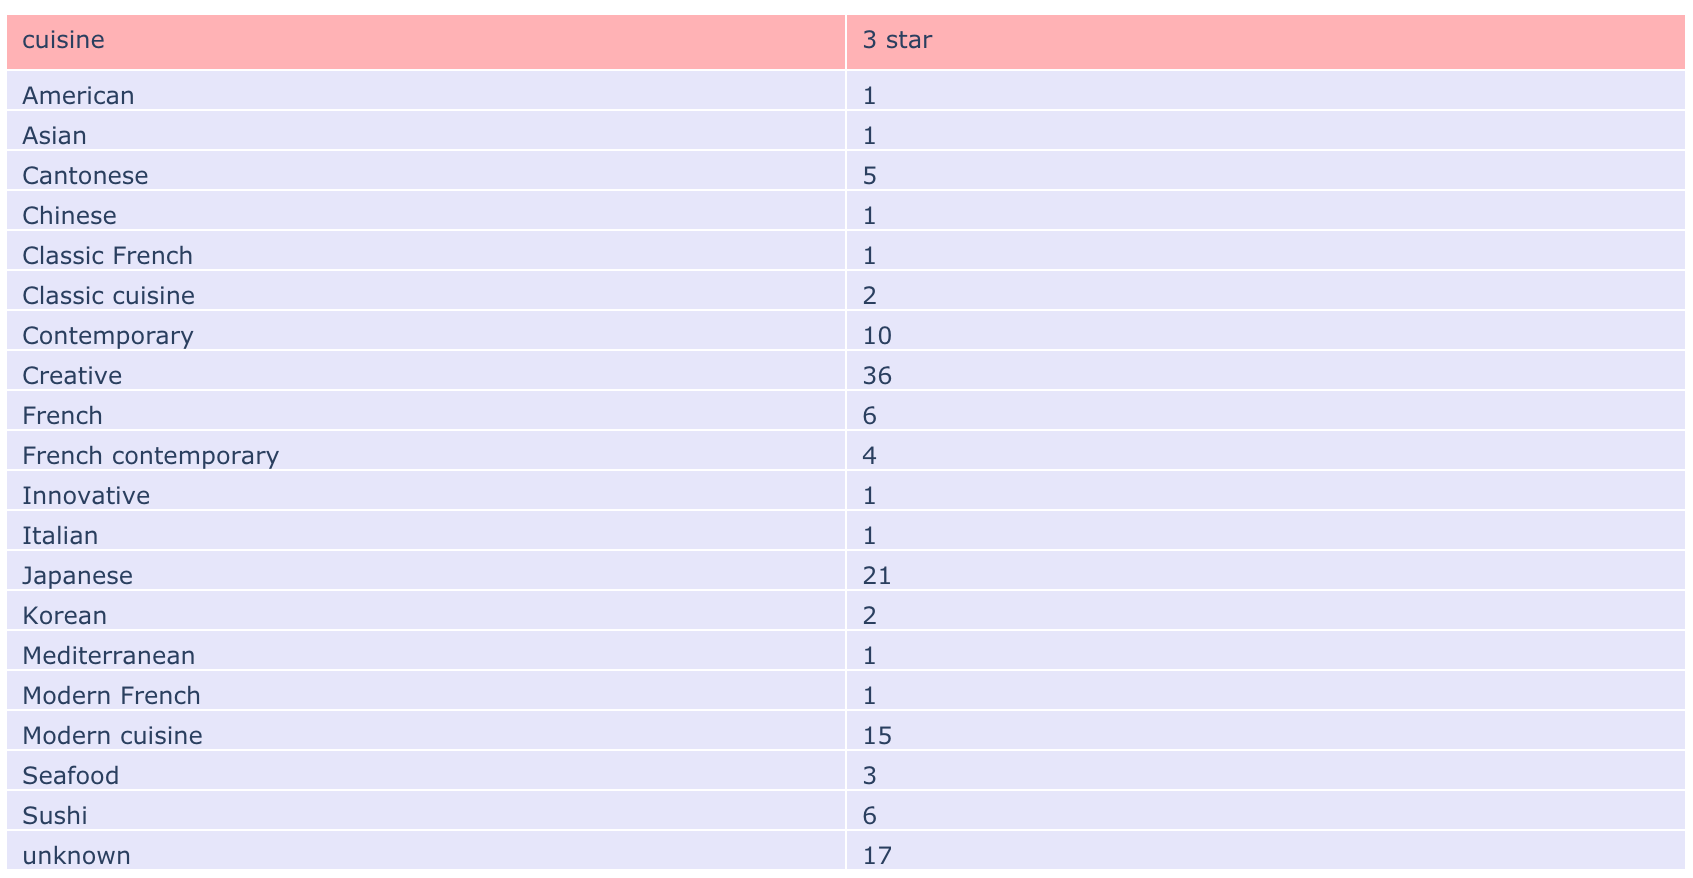 cuisine 3 star
American 1
Asian 1
Cantonese 5
Chinese 1
Classic French 1
Classic cuisine 2
Contemporary 10
Creative 36
French 6
French contemporary 4
Innovative 1
Italian 1
Japanese 21
Korean 2
Mediterranean 1
Modern French 1
Modern cuisine 15
Seafood 3
Sushi 6
unknown 17